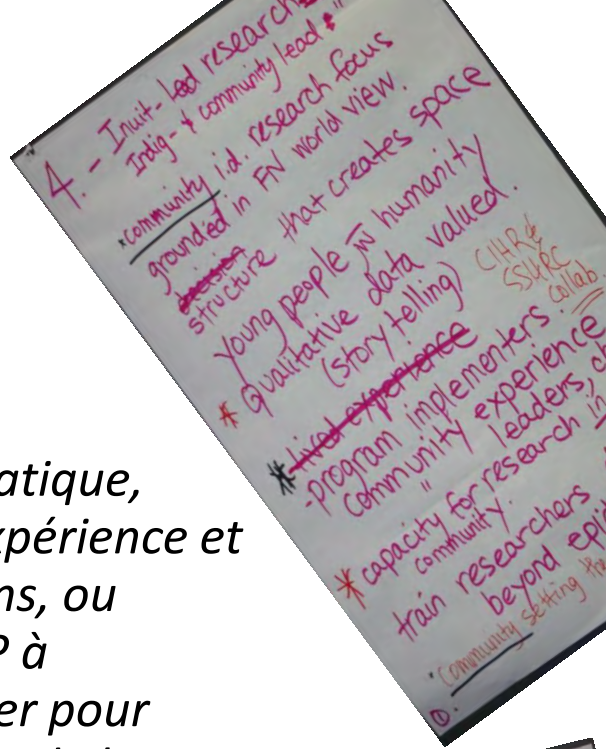 4. - Inuit-led research
Indig- & community lead
*community i.d. research focus
grounded in FN world view.
decision
structure that creates space
young people in humanity
* Qualitative data valued.
(story telling)
CIHR &
SSHRC
collab
* lived experience
- program implementers
community experience
" leaders,
* capacity for research in
community.
train researchers
beyond
"community setting
①.
atique,
xpérience et
ns, ou
P à
er pour